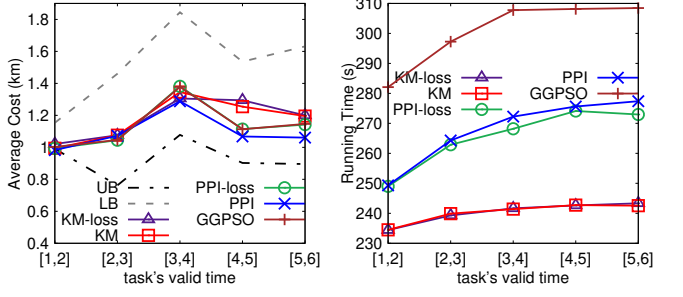 Average Cost (km)
1.8
1.6
1.4
1.2
1
0.8
0.6
0.4
UB
LB
KM-loss
KM
PPI-loss
PPI
GGPSO
[1,2] [2,3] [3,4] [4,5] [5,6]
task's valid time
Running Time (s)
310
300
290
280
270
260
250
240
230
KM-loss
KM
PPI-loss
PPI
GGPSO
[1,2] [2,3] [3,4] [4,5] [5,6]
task's valid time